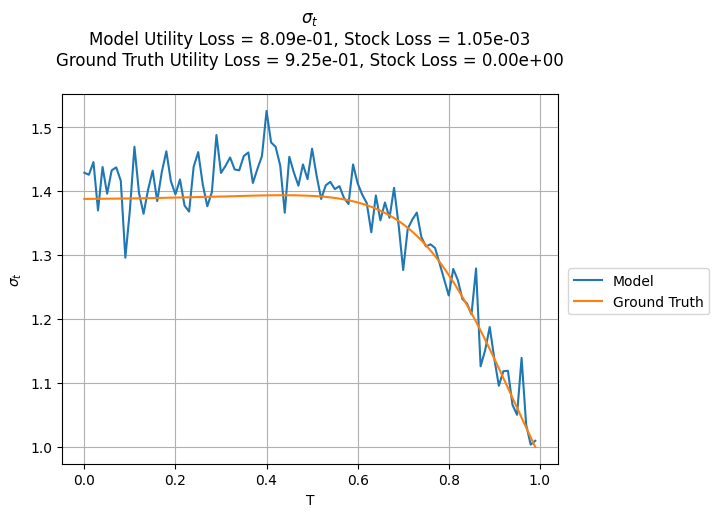 σₜ
Model Utility Loss = 8.09e-01, Stock Loss = 1.05e-03
Ground Truth Utility Loss = 9.25e-01, Stock Loss = 0.00e+00
1.5
1.4
1.3
1.2
1.1
1.0
σₜ
0.0 0.2 0.4 0.6 0.8 1.0
T
Model
Ground Truth